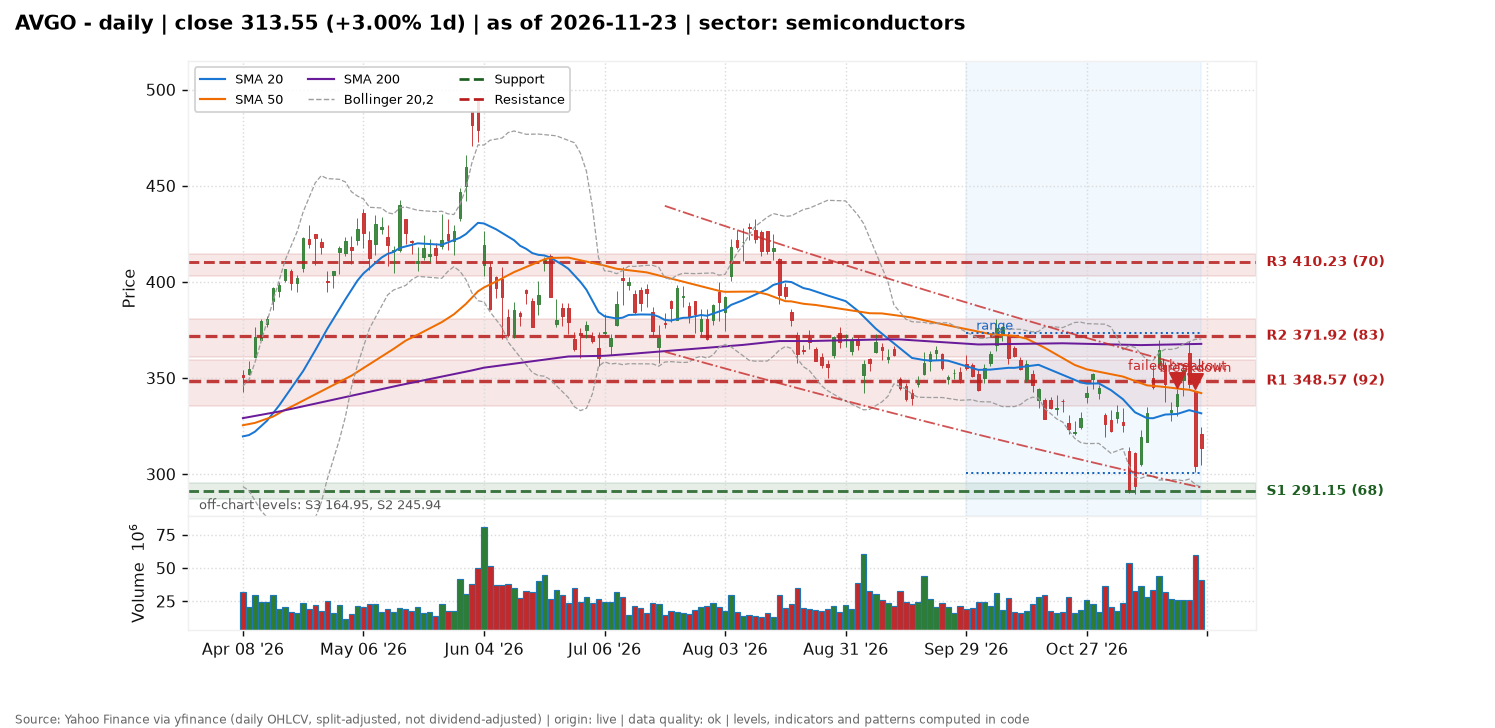 AVGO - daily | close 313.55 (+3.00% 1d) | as of 2026-11-23 | sector: semiconductors
SMA 20
SMA 50
SMA 200
Bollinger 20,2
Support
Resistance
Price
500
450
400
350
300
R3 410.23 (70)
R2 371.92 (83)
R1 348.57 (92)
S1 291.15 (68)
range
failed breakout
off-chart levels: S3 164.95, S2 245.94
Volume 10⁶
75
50
25
Apr 08 '26
May 06 '26
Jun 04 '26
Jul 06 '26
Aug 03 '26
Aug 31 '26
Sep 29 '26
Oct 27 '26
Source: Yahoo Finance via yfinance (daily OHLCV, split-adjusted, not dividend-adjusted) | origin: live | data quality: ok | levels, indicators and patterns computed in code